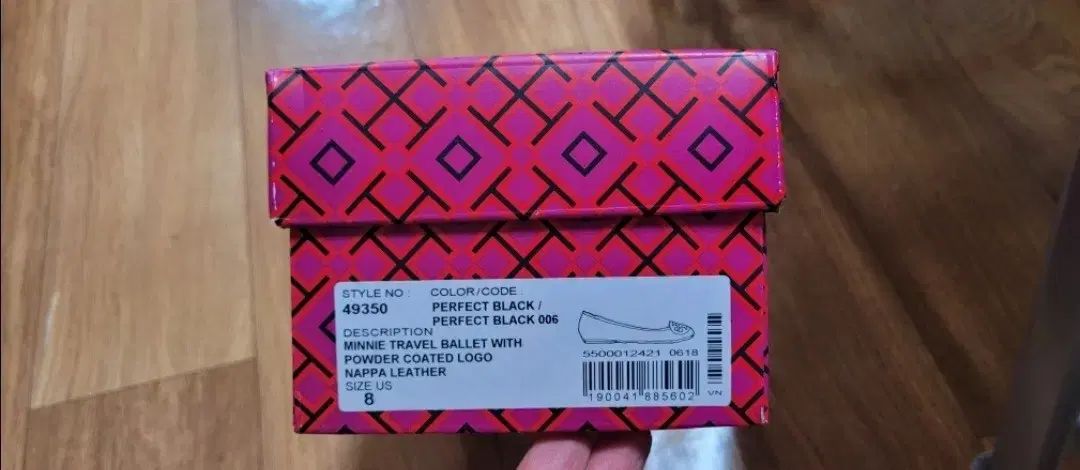 STYLE NO : COLOR/CODE :
49350 PERFECT BLACK /
PERFECT BLACK 006
DESCRIPTION
MINNIE TRAVEL BALLET WITH
POWDER COATED LOGO
NAPPA LEATHER
SIZE US
8
5500012421 0618
190041 885602
VN